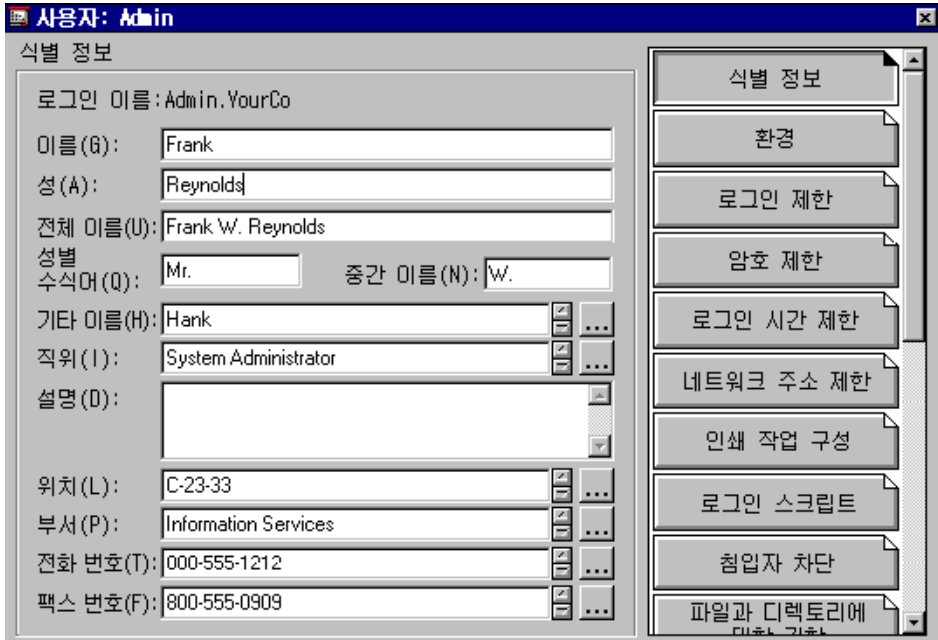 사용자: Admin
식별 정보
로그인 이름:Admin.YourCo
이름(G): Frank
성(A): Reynolds
전체 이름(U): Frank W. Reynolds
성별
수식어(Q): Mr. 중간 이름(N): W.
기타 이름(H): Hank
직위(I): System Administrator
설명(D):
위치(L): C-23-33
부서(P): Information Services
전화 번호(T): 000-555-1212
팩스 번호(F): 800-555-0909
식별 정보
환경
로그인 제한
암호 제한
로그인 시간 제한
네트워크 주소 제한
인쇄 작업 구성
로그인 스크립트
침입자 차단
파일과 디렉토리에